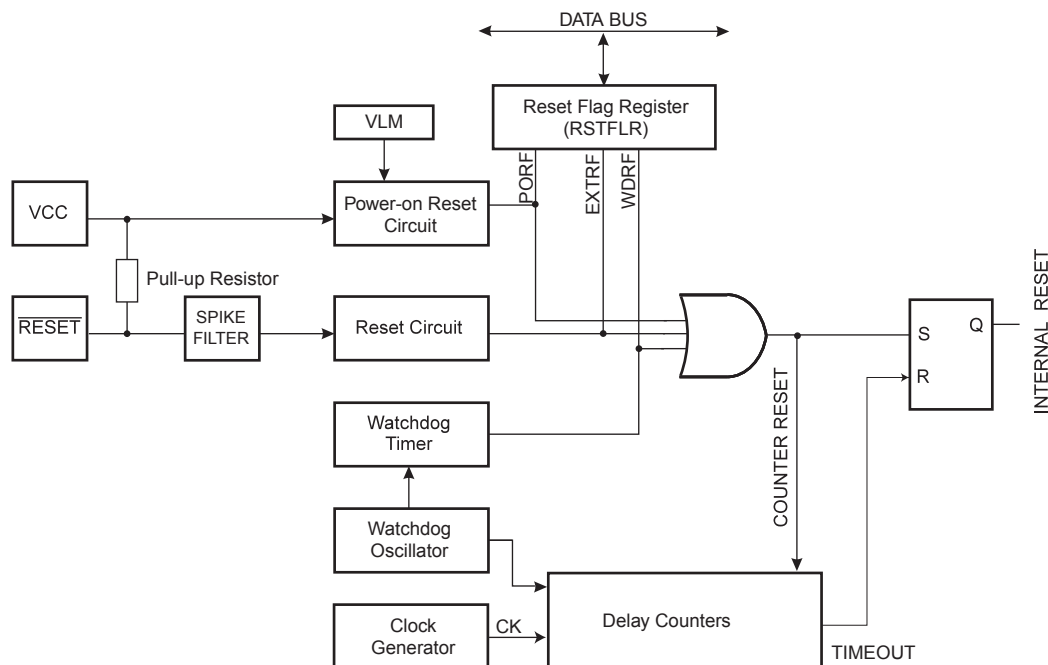 DATA BUS
Reset Flag Register
(RSTFLR)
VLM
PORF
EXTRF
WDRF
VCC
Power-on Reset
Circuit
Pull-up Resistor
RESET
SPIKE
FILTER
Reset Circuit
S
Q
R
INTERNAL RESET
Watchdog
Timer
COUNTER RESET
Watchdog
Oscillator
Clock
Generator
CK
Delay Counters
TIMEOUT